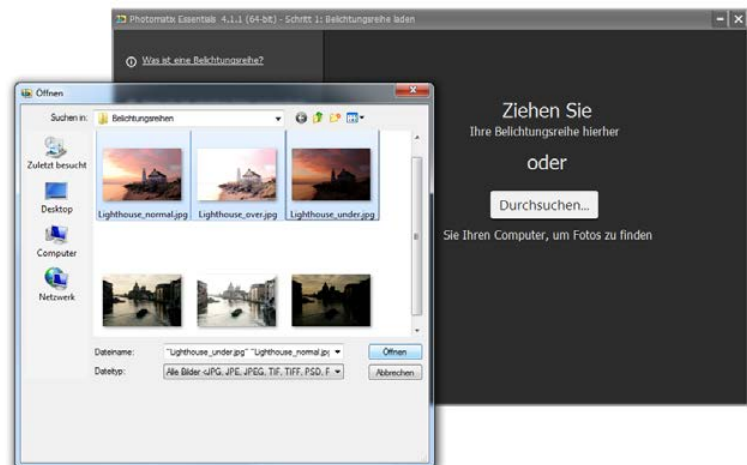 Photomatix Essentials 4.1.1 (64-bit) - Schritt 1: Belichtungsreihe laden
Was ist eine Belichtungsreihe?
Ziehen Sie
Ihre Belichtungsreihe hierher
oder
Durchsuchen...
Sie Ihren Computer, um Fotos zu finden
Öffnen
Suchen in:
Belichtungsreihen
Zuletzt besucht
Desktop
Computer
Netzwerk
Lighthouse_normal.jpg
Lighthouse_over.jpg
Lighthouse_under.jpg
Dateiname:
"Lighthouse_under.jpg" "Lighthouse_normal.jp
Öffnen
Dateityp:
Alle Bilder <JPG, JPE, JPEG, TIF, TIFF, PSD, F
Abbrechen